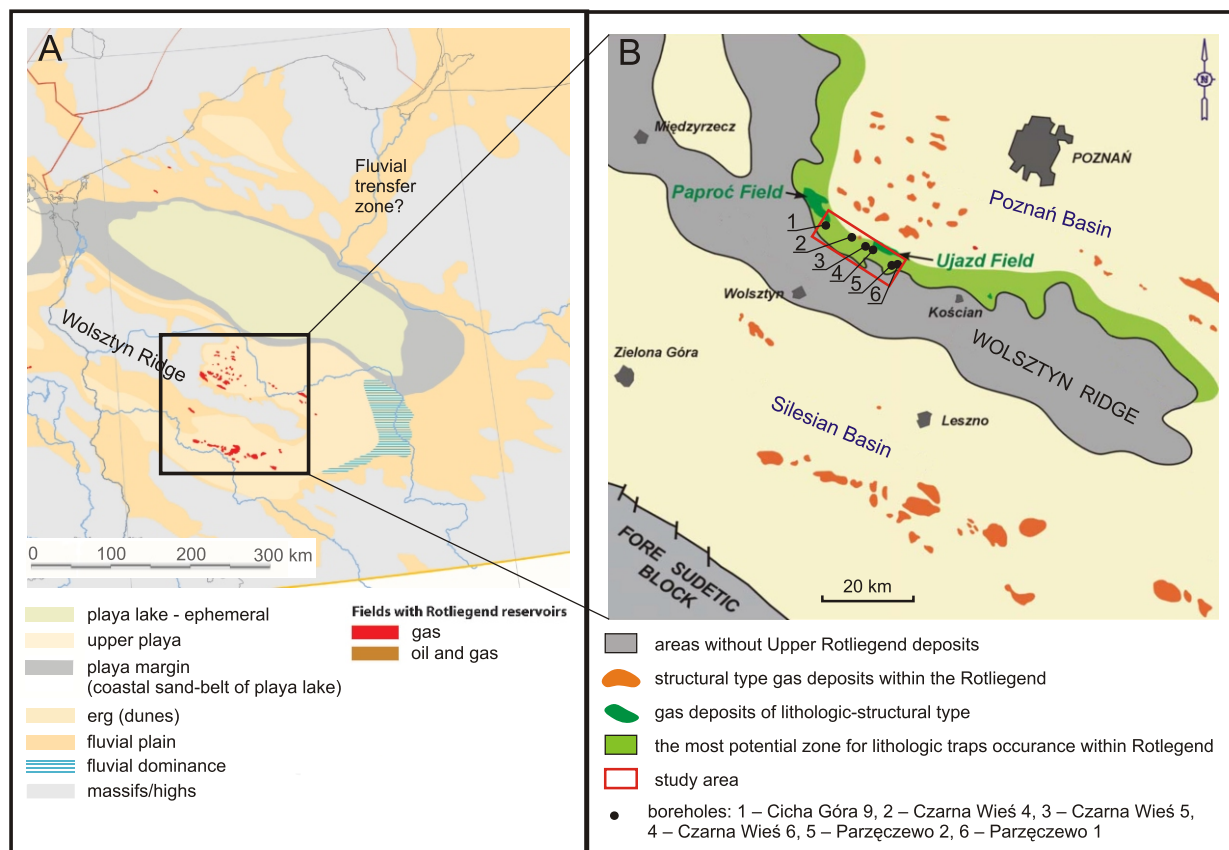 A
Fluvial
trensfer
zone?
Wolsztyn Ridge
0 100 200 300 km
playa lake - ephemeral
upper playa
playa margin
(coastal sand-belt of playa lake)
erg (dunes)
fluvial plain
fluvial dominance
massifs/highs
Fields with Rotliegend reservoirs
gas
oil and gas
B
N
Międzyrzecz
POZNAŃ
Paproć Field
Poznań Basin
1
2
3
4
5
6
Ujazd Field
Wolsztyn
Kościan
WOLSZTYN RIDGE
Zielona Góra
Silesian Basin
Leszno
FORE SUDETIC
BLOCK
20 km
areas without Upper Rotliegend deposits
structural type gas deposits within the Rotliegend
gas deposits of lithologic-structural type
the most potential zone for lithologic traps occurance within Rotlegend
study area
boreholes: 1 – Cicha Góra 9, 2 – Czarna Wieś 4, 3 – Czarna Wieś 5,
4 – Czarna Wieś 6, 5 – Parzęczewo 2, 6 – Parzęczewo 1